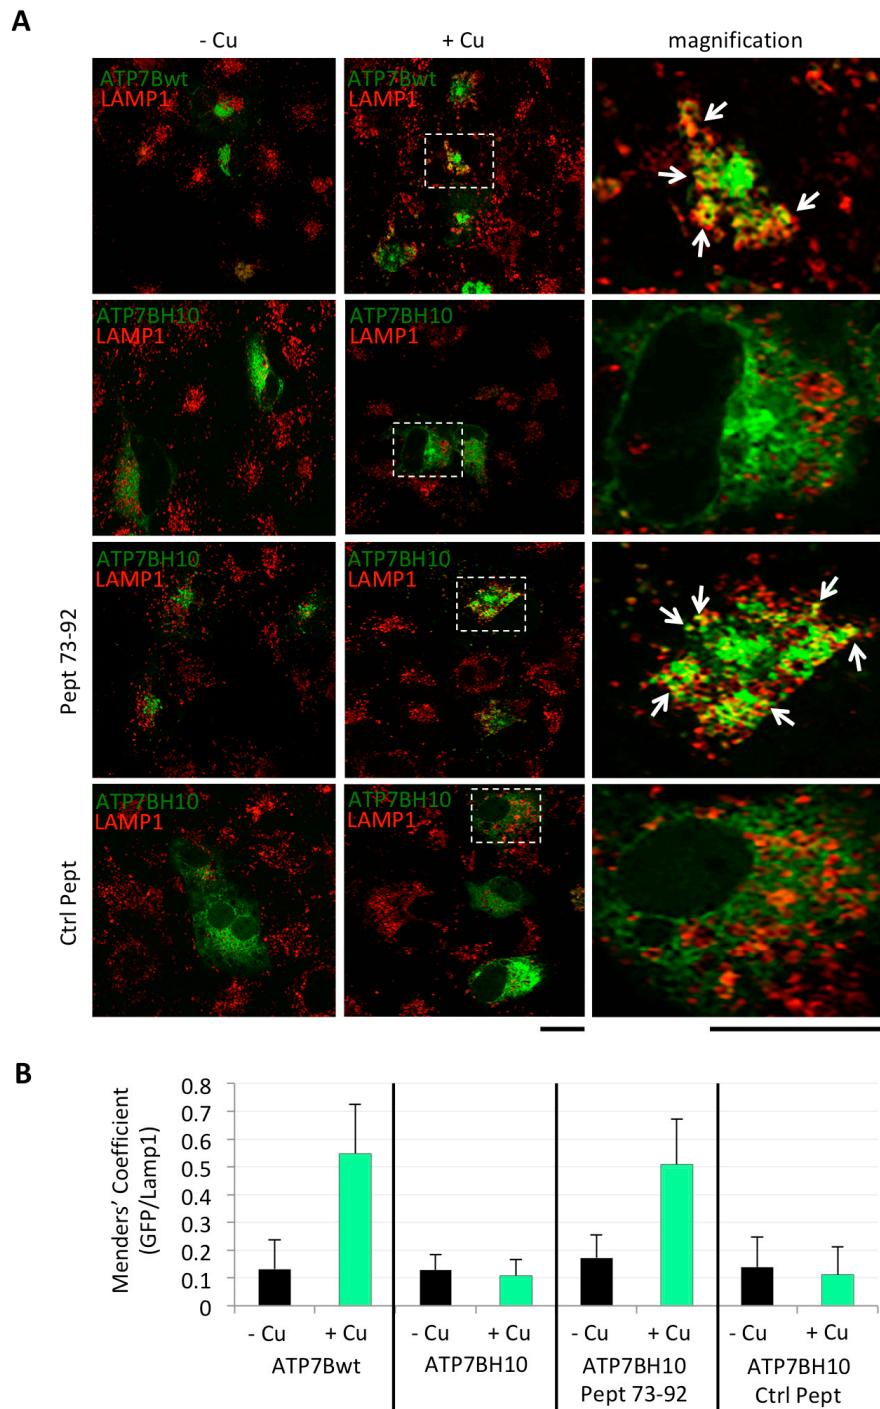 A
- Cu
+ Cu
magnification
ATP7Bwt
LAMP1
ATP7Bwt
LAMP1
ATP7BH10
LAMP1
ATP7BH10
LAMP1
Pept 73-92
ATP7BH10
LAMP1
ATP7BH10
LAMP1
Ctrl Pept
ATP7BH10
LAMP1
ATP7BH10
LAMP1
B
Menders' Coefficient
(GFP/Lamp1)
0.8
0.7
0.6
0.5
0.4
0.3
0.2
0.1
0
- Cu + Cu - Cu + Cu - Cu + Cu - Cu + Cu
ATP7Bwt ATP7BH10 ATP7BH10 ATP7BH10
Pept 73-92 Ctrl Pept